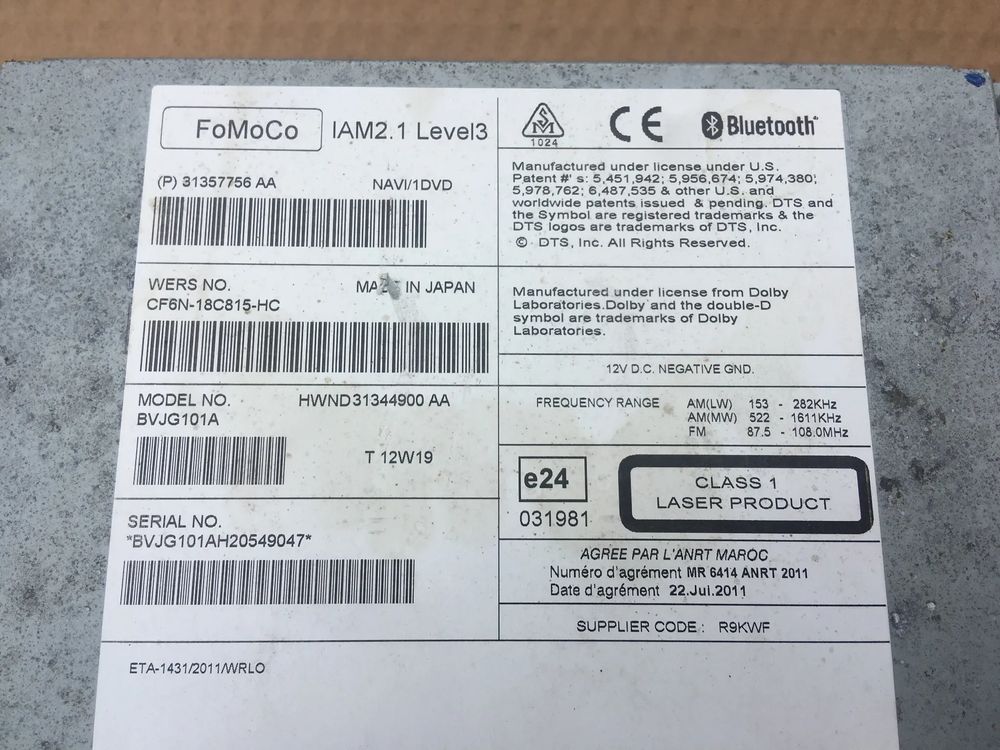 FoMoCo IAM2.1 Level3
(P) 31357756 AA NAVI/1DVD
WERS NO. IN JAPAN
CF6N-18C815-HC
MODEL NO. HWND31344900 AA
BVJG101A
T 12W19
SERIAL NO.
*BVJG101AH20549047*
ETA-1431/2011/WRLO
SMV
1024
CE
Bluetooth
Manufactured under license under U.S.
Patent #' s: 5,451,942; 5,956,674; 5,974,380;
5,978,762; 6,487,535 & other U.S. and
worldwide patents issued & pending. DTS and
the Symbol are registered trademarks & the
DTS logos are trademarks of DTS, Inc.
© DTS, Inc. All Rights Reserved.
Manufactured under license from Dolby
Laboratories.Dolby and the double-D
symbol are trademarks of Dolby
Laboratories.
12V D.C. NEGATIVE GND.
FREQUENCY RANGE AM(LW) 153 - 282KHz
AM(MW) 522 - 1611KHz
FM 87.5 - 108.0MHz
e24
031981
CLASS 1
LASER PRODUCT
AGREE PAR L'ANRT MAROC
Numéro d'agrément MR 6414 ANRT 2011
Date d'agrément 22.Jul.2011
SUPPLIER CODE : R9KWF